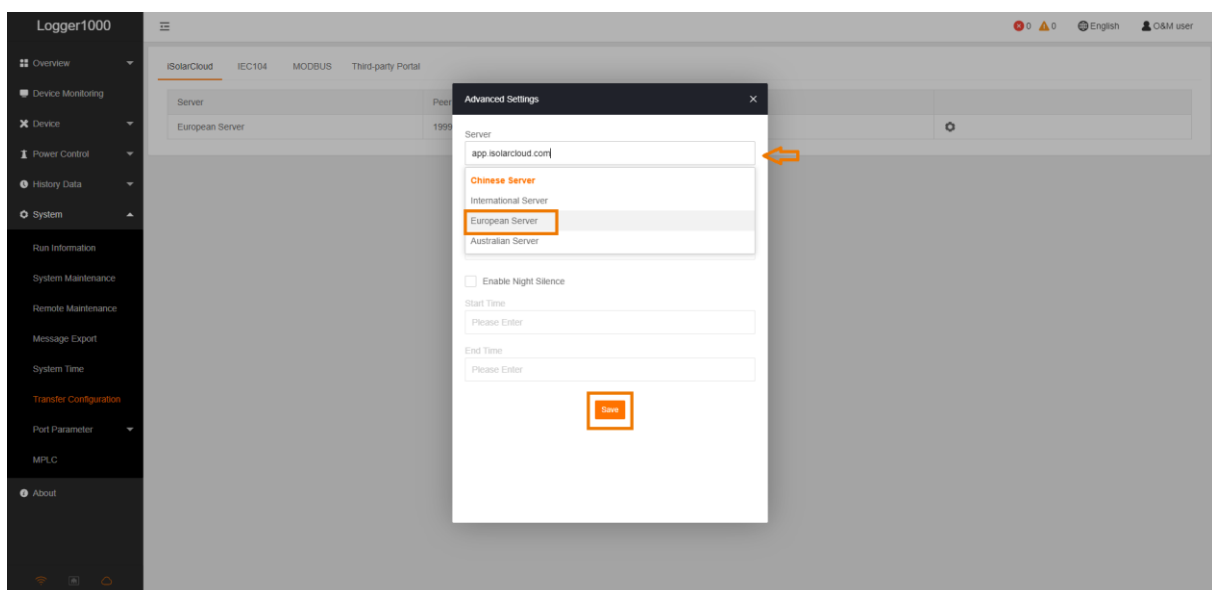 Logger1000
0 0 English O&M user
Overview
Device Monitoring
Device
Power Control
History Data
System
Run Information
System Maintenance
Remote Maintenance
Message Export
System Time
Transfer Configuration
Port Parameter
MPLC
About
iSolarCloud IEC104 MODBUS Third-party Portal
Server Peer
European Server 1999
Advanced Settings
Server
app.isolarcloud.com
Chinese Server
International Server
European Server
Australian Server
Enable Night Silence
Start Time
Please Enter
End Time
Please Enter
Save